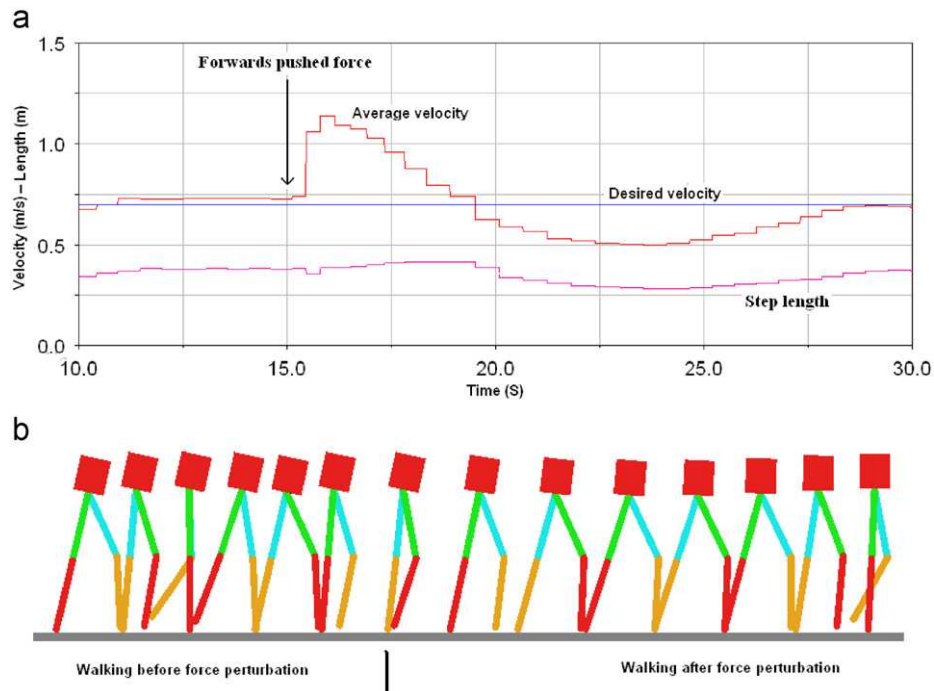 a
1.5
Forwards pushed force
Average velocity
1.0
Desired velocity
0.5
Step length
0.0
Velocity (m/s) – Length (m)
10.0 15.0 20.0 25.0 30.0
Time (S)
b
Walking before force perturbation
Walking after force perturbation